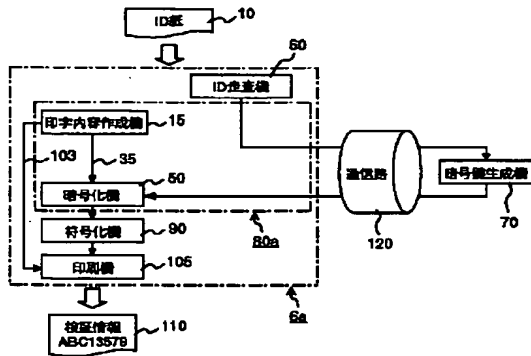 ID紙 10
60
ID走査機
印字内容作成機 15
103 35
50
暗号化機
通信路
暗号鍵生成機
70
80a
120
符号化機 90
印刷機 105
6a
検証情報
ABC13579 110